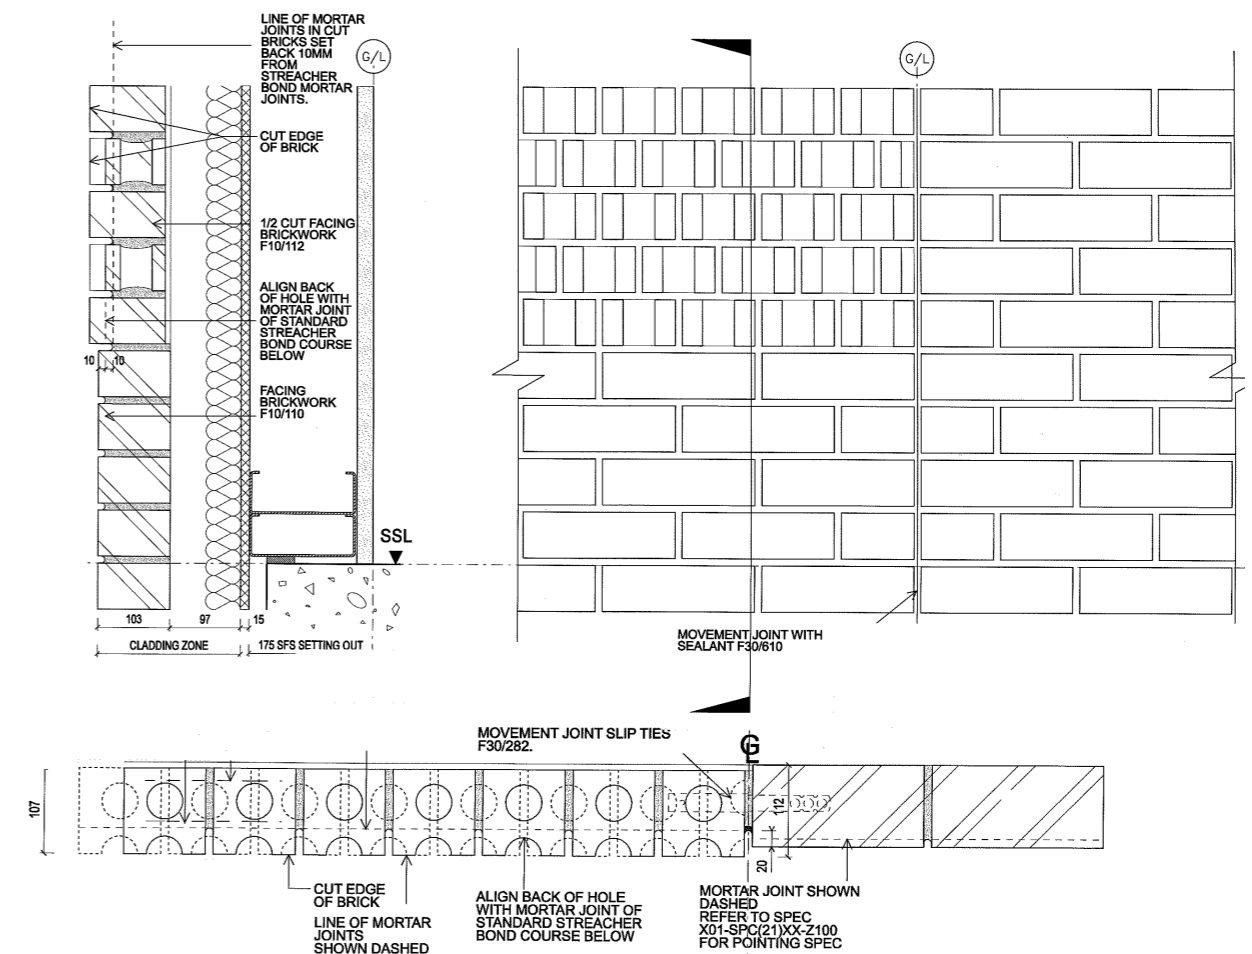 LINE OF MORTAR
JOINTS IN CUT
BRICKS SET
BACK 10MM
FROM
STREACHER
BOND MORTAR
JOINTS.
G/L
G/L
CUT EDGE
OF BRICK
1/2 CUT FACING
BRICKWORK
F10/112
ALIGN BACK
OF HOLE WITH
MORTAR JOINT
OF STANDARD
STREACHER
BOND COURSE
BELOW
10
10
FACING
BRICKWORK
F10/110
SSL
103
97
15
CLADDING ZONE
175 SFS SETTING OUT
MOVEMENT JOINT WITH
SEALANT F30/610
MOVEMENT JOINT SLIP TIES
F30/282.
GL
107
112
20
CUT EDGE
OF BRICK
LINE OF MORTAR
JOINTS
SHOWN DASHED
ALIGN BACK OF HOLE
WITH MORTAR JOINT OF
STANDARD STREACHER
BOND COURSE BELOW
MORTAR JOINT SHOWN
DASHED
REFER TO SPEC
X01-SPC(21)XX-Z100
FOR POINTING SPEC